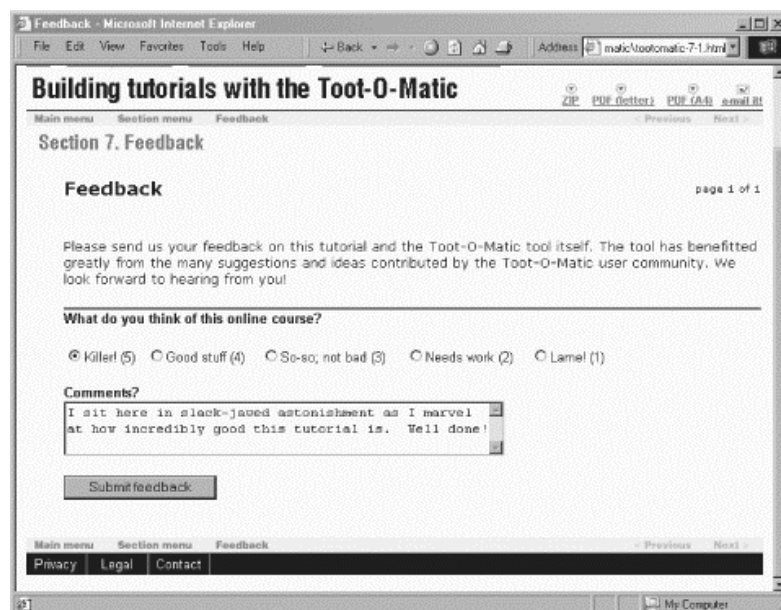 Feedback - Microsoft Internet Explorer
File Edit View Favorites Tools Help Back Address matic\tootomatic-7-1.html
Building tutorials with the Toot-O-Matic
ZIP PDF (letter) PDF (A4) e-mail it!
Main menu Section menu Feedback < Previous Next >
Section 7. Feedback
Feedback page 1 of 1
Please send us your feedback on this tutorial and the Toot-O-Matic tool itself. The tool has benefitted
greatly from the many suggestions and ideas contributed by the Toot-O-Matic user community. We
look forward to hearing from you!
What do you think of this online course?
Killer! (5) Good stuff (4) So-so; not bad (3) Needs work (2) Lame! (1)
Comments?
I sit here in slack-jawed astonishment as I marvel
at how incredibly good this tutorial is. Well done!
Submit feedback
Main menu Section menu Feedback < Previous Next >
Privacy Legal Contact
My Computer